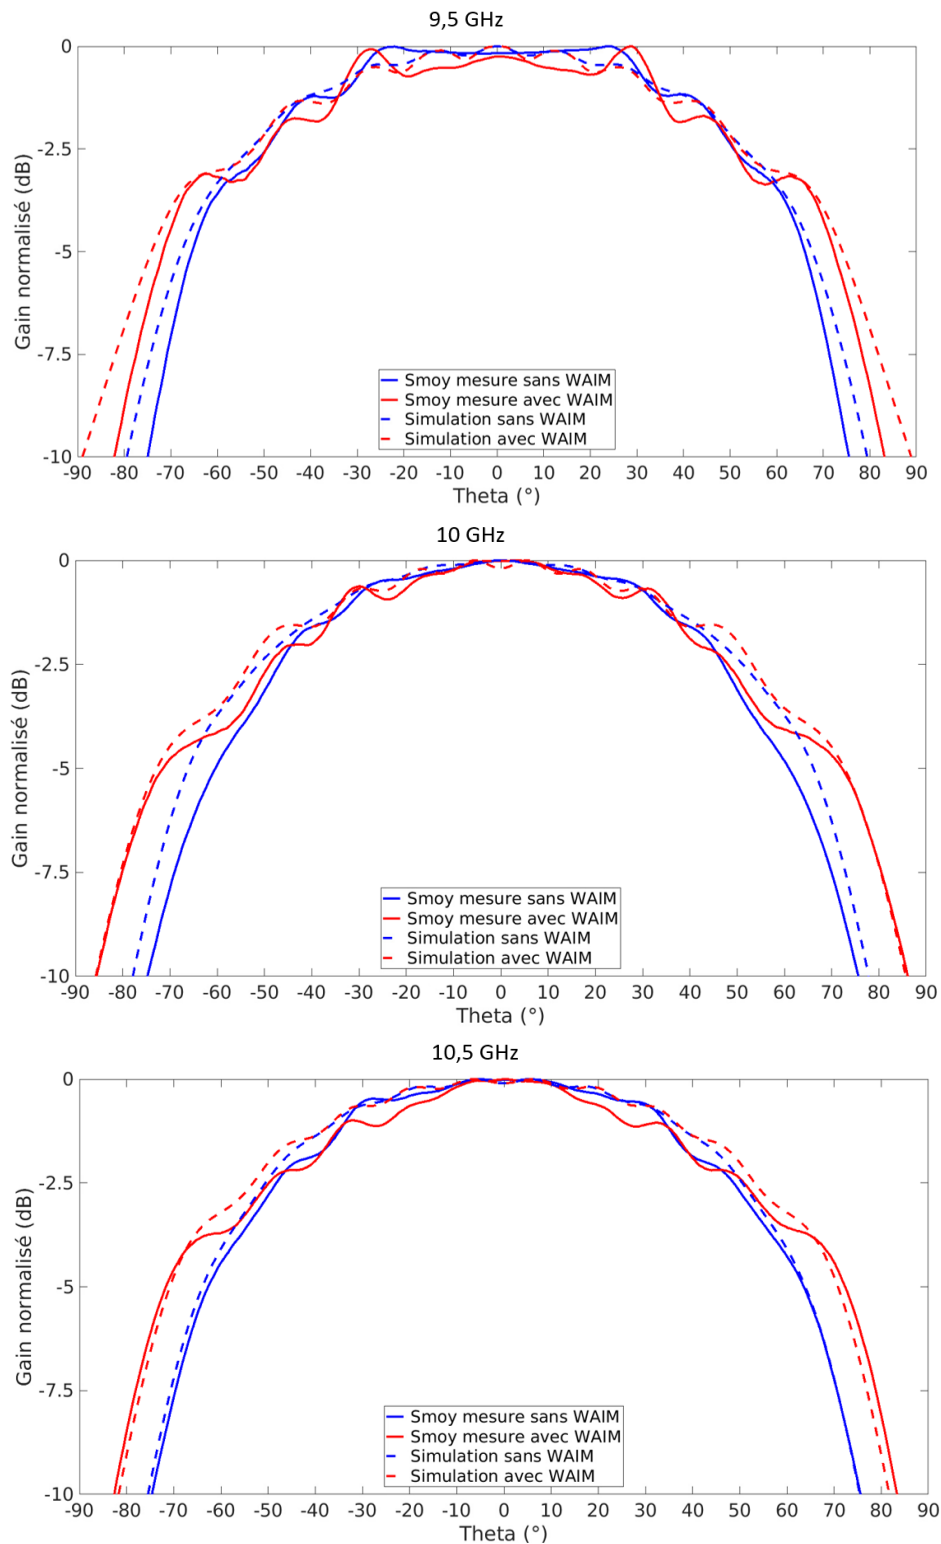 9,5 GHz
Gain normalisé (dB)
0
-2.5
-5
-7.5
-10
Smoy mesure sans WAIM
Smoy mesure avec WAIM
Simulation sans WAIM
Simulation avec WAIM
-90 -80 -70 -60 -50 -40 -30 -20 -10 0 10 20 30 40 50 60 70 80 90
Theta (°)
10 GHz
Gain normalisé (dB)
0
-2.5
-5
-7.5
-10
Smoy mesure sans WAIM
Smoy mesure avec WAIM
Simulation sans WAIM
Simulation avec WAIM
-90 -80 -70 -60 -50 -40 -30 -20 -10 0 10 20 30 40 50 60 70 80 90
Theta (°)
10,5 GHz
Gain normalisé (dB)
0
-2.5
-5
-7.5
-10
Smoy mesure sans WAIM
Smoy mesure avec WAIM
Simulation sans WAIM
Simulation avec WAIM
-90 -80 -70 -60 -50 -40 -30 -20 -10 0 10 20 30 40 50 60 70 80 90
Theta (°)